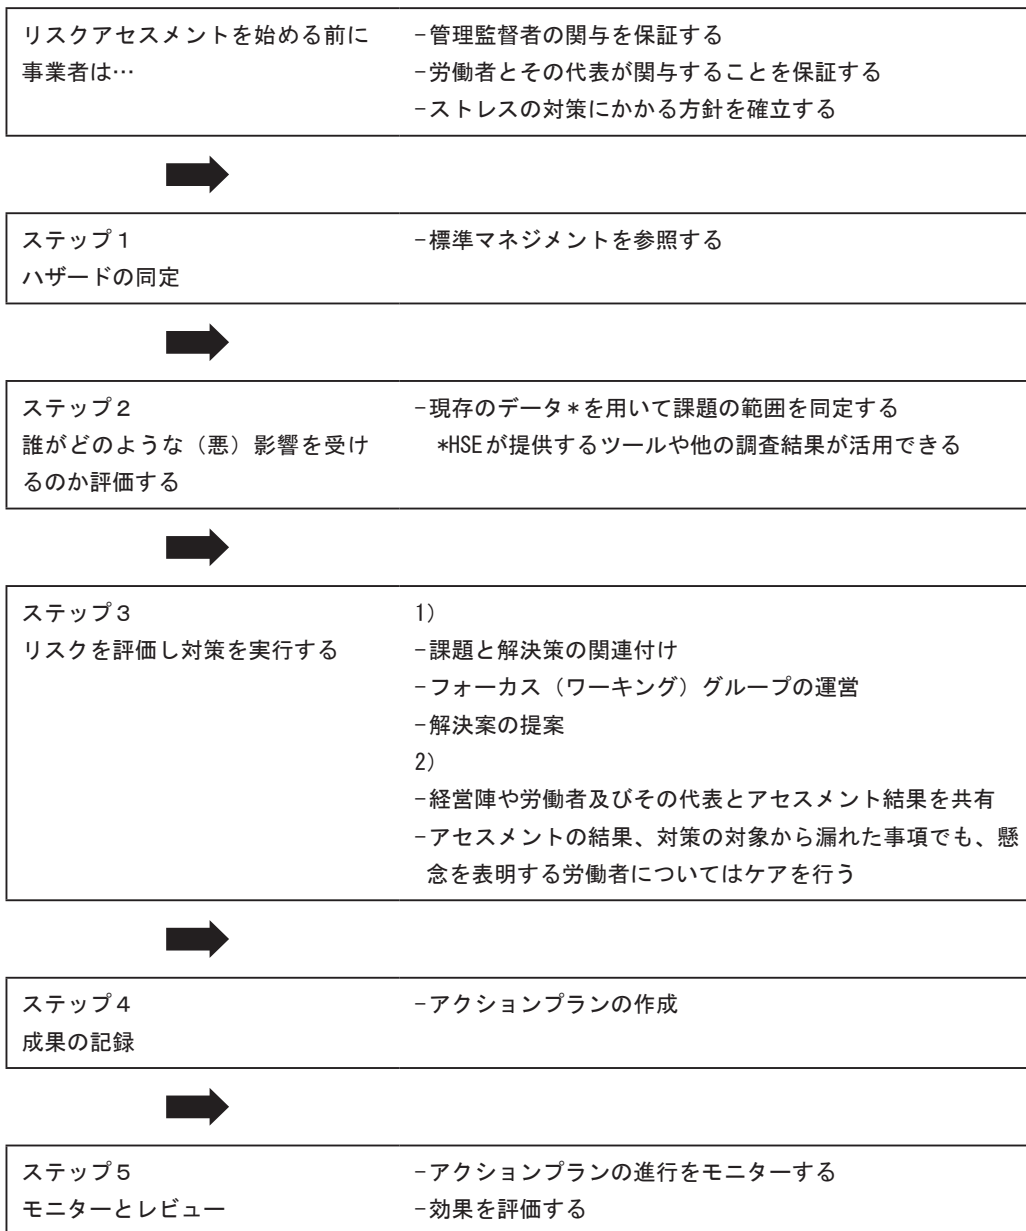 リスクアセスメントを始める前に
事業者は…
-管理監督者の関与を保証する
-労働者とその代表が関与することを保証する
-ストレスの対策にかかる方針を確立する
ステップ１
ハザードの同定
-標準マネジメントを参照する
ステップ２
誰がどのような（悪）影響を受け
るのか評価する
-現存のデータ＊を用いて課題の範囲を同定する
*HSEが提供するツールや他の調査結果が活用できる
ステップ３
リスクを評価し対策を実行する
1)
-課題と解決策の関連付け
-フォーカス（ワーキング）グループの運営
-解決案の提案
2)
-経営陣や労働者及びその代表とアセスメント結果を共有
-アセスメントの結果、対策の対象から漏れた事項でも、懸
念を表明する労働者についてはケアを行う
ステップ４
成果の記録
-アクションプランの作成
ステップ５
モニターとレビュー
-アクションプランの進行をモニターする
-効果を評価する